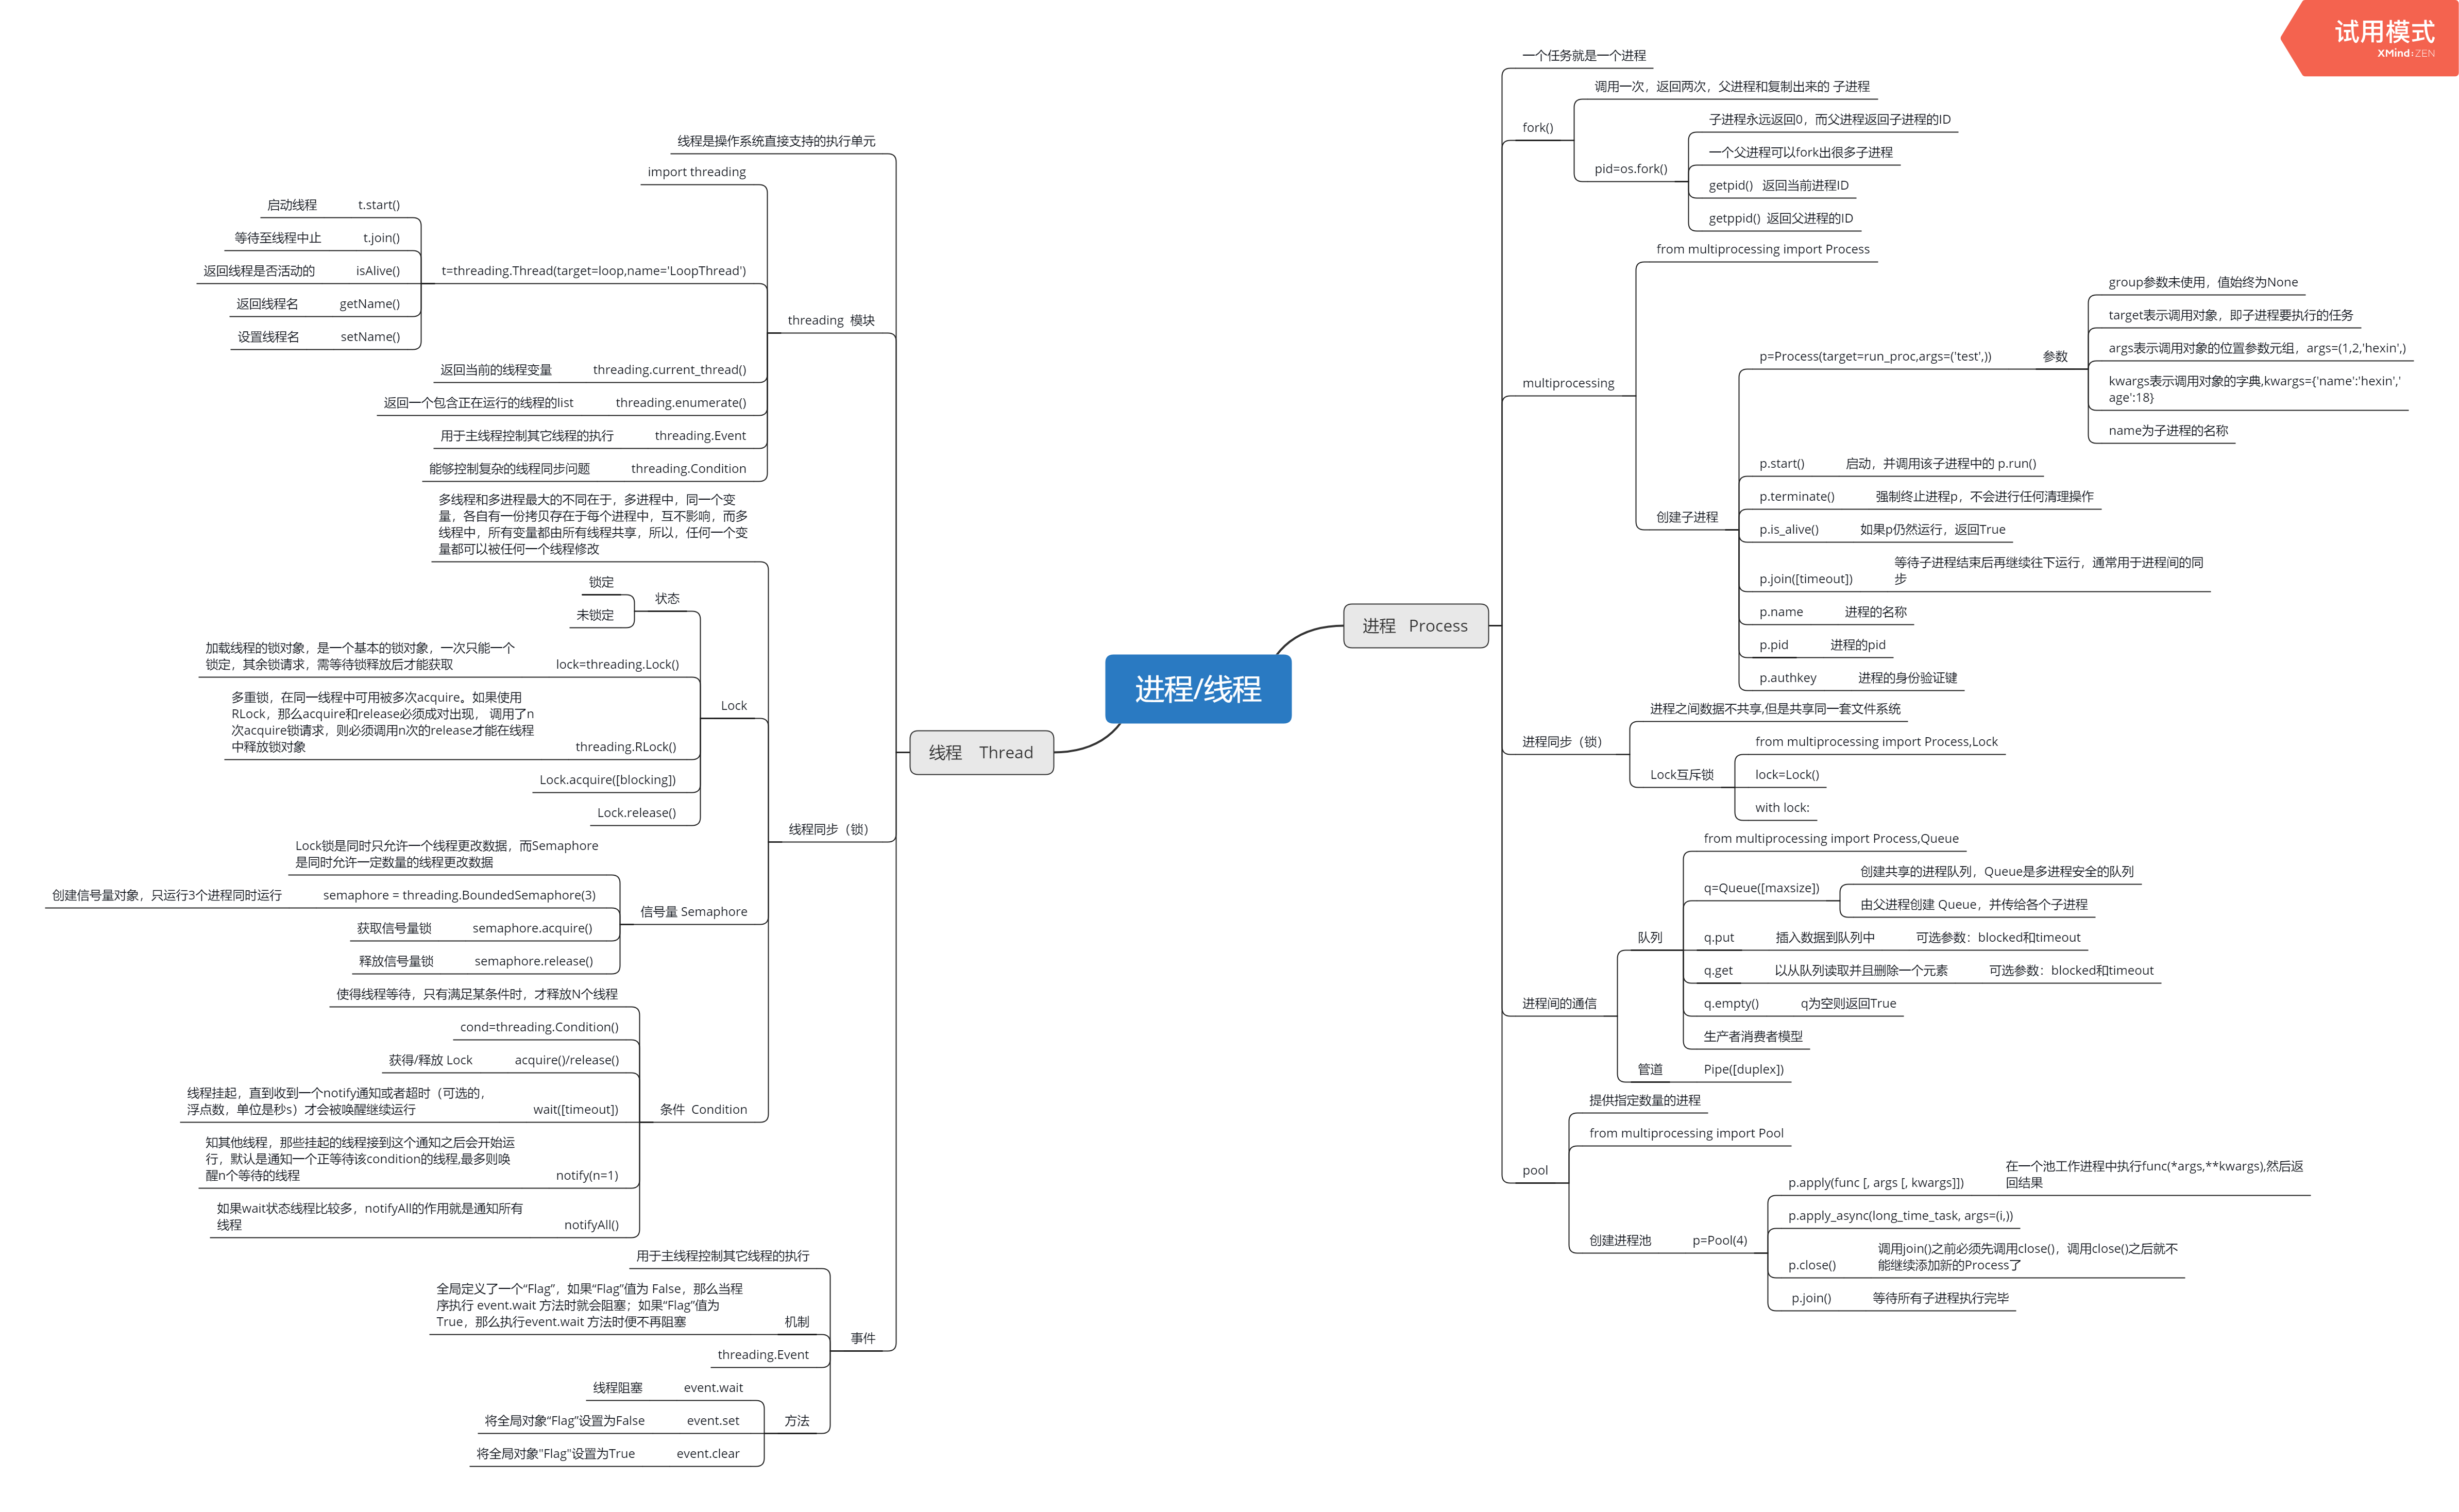 试用模式
XMind:ZEN
进程/线程
进程 Process
一个任务就是一个进程
fork()
调用一次，返回两次，父进程和复制出来的 子进程
pid=os.fork()
子进程永远返回0，而父进程返回子进程的ID
一个父进程可以fork出很多子进程
getpid() 返回当前进程ID
getppid() 返回父进程的ID
multiprocessing
from multiprocessing import Process
创建子进程
p=Process(target=run_proc,args=('test',))
参数
group参数未使用，值始终为None
target表示调用对象，即子进程要执行的任务
args表示调用对象的位置参数元组，args=(1,2,'hexin',)
kwargs表示调用对象的字典,kwargs={'name':'hexin','
age':18}
name为子进程的名称
p.start() 启动，并调用该子进程中的 p.run()
p.terminate() 强制终止进程p，不会进行任何清理操作
p.is_alive() 如果p仍然运行，返回True
p.join([timeout])
等待子进程结束后再继续往下运行，通常用于进程间的同
步
p.name 进程的名称
p.pid 进程的pid
p.authkey 进程的身份验证键
进程同步（锁）
进程之间数据不共享,但是共享同一套文件系统
Lock互斥锁
from multiprocessing import Process,Lock
lock=Lock()
with lock:
进程间的通信
队列
from multiprocessing import Process,Queue
q=Queue([maxsize])
创建共享的进程队列，Queue是多进程安全的队列
由父进程创建 Queue，并传给各个子进程
q.put 插入数据到队列中 可选参数：blocked和timeout
q.get 以从队列读取并且删除一个元素 可选参数：blocked和timeout
q.empty() q为空则返回True
生产者消费者模型
管道 Pipe([duplex])
pool
提供指定数量的进程
from multiprocessing import Pool
创建进程池 p=Pool(4)
p.apply(func [, args [, kwargs]])
在一个池工作进程中执行func(*args,**kwargs),然后返
回结果
p.apply_async(long_time_task, args=(i,))
p.close()
调用join()之前必须先调用close()，调用close()之后就不
能继续添加新的Process了
p.join() 等待所有子进程执行完毕
线程 Thread
线程是操作系统直接支持的执行单元
threading 模块
import threading
t=threading.Thread(target=loop,name='LoopThread')
启动线程 t.start()
等待至线程中止 t.join()
返回线程是否活动的 isAlive()
返回线程名 getName()
设置线程名 setName()
返回当前的线程变量 threading.current_thread()
返回一个包含正在运行的线程的list threading.enumerate()
用于主线程控制其它线程的执行 threading.Event
能够控制复杂的线程同步问题 threading.Condition
线程同步（锁）
多线程和多进程最大的不同在于，多进程中，同一个变
量，各自有一份拷贝存在于每个进程中，互不影响，而多
线程中，所有变量都由所有线程共享，所以，任何一个变
量都可以被任何一个线程修改
Lock
状态
锁定
未锁定
加载线程的锁对象，是一个基本的锁对象，一次只能一个
锁定，其余锁请求，需等待锁释放后才能获取
lock=threading.Lock()
多重锁，在同一线程中可用被多次acquire。如果使用
RLock，那么acquire和release必须成对出现， 调用了n
次acquire锁请求，则必须调用n次的release才能在线程
中释放锁对象
threading.RLock()
Lock.acquire([blocking])
Lock.release()
信号量 Semaphore
Lock锁是同时只允许一个线程更改数据，而Semaphore
是同时允许一定数量的线程更改数据
创建信号量对象，只运行3个进程同时运行 semaphore = threading.BoundedSemaphore(3)
获取信号量锁 semaphore.acquire()
释放信号量锁 semaphore.release()
条件 Condition
使得线程等待，只有满足某条件时，才释放N个线程
cond=threading.Condition()
获得/释放 Lock acquire()/release()
线程挂起，直到收到一个notify通知或者超时（可选的，
浮点数，单位是秒s）才会被唤醒继续运行
wait([timeout])
知其他线程，那些挂起的线程接到这个通知之后会开始运
行，默认是通知一个正等待该condition的线程,最多则唤
醒n个等待的线程
notify(n=1)
如果wait状态线程比较多，notifyAll的作用就是通知所有
线程
notifyAll()
事件
用于主线程控制其它线程的执行
机制
全局定义了一个“Flag”，如果“Flag”值为 False，那么当程
序执行 event.wait 方法时就会阻塞；如果“Flag”值为
True，那么执行event.wait 方法时便不再阻塞
threading.Event
方法
线程阻塞 event.wait
将全局对象“Flag”设置为False event.set
将全局对象"Flag"设置为True event.clear